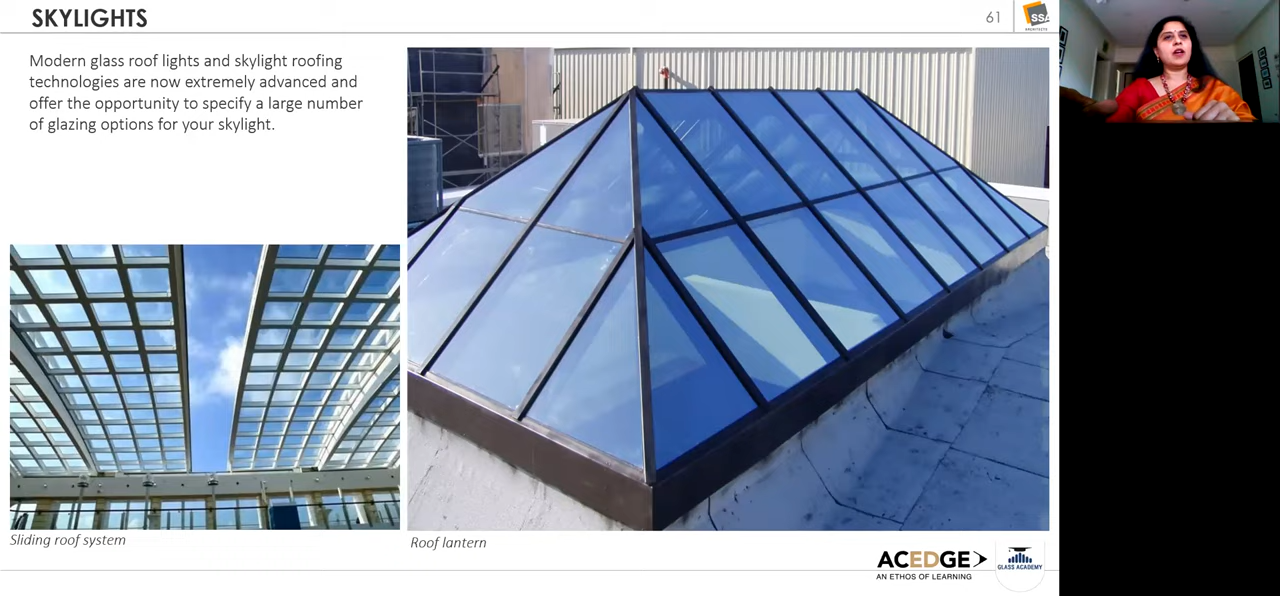 SKYLIGHTS
61
SSA
ARCHITECTS
Modern glass roof lights and skylight roofing
technologies are now extremely advanced and
offer the opportunity to specify a large number
of glazing options for your skylight.
Sliding roof system
Roof lantern
ACEDGE
AN ETHOS OF LEARNING
GLASS ACADEMY